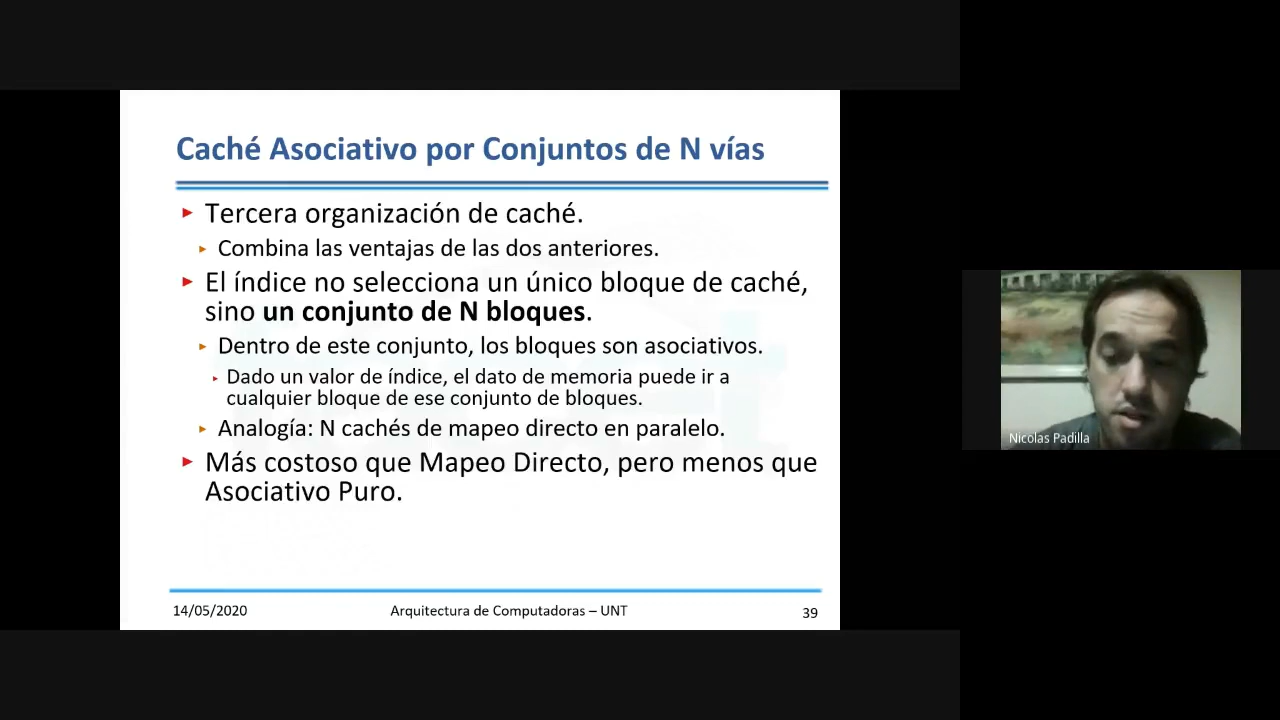 Caché Asociativo por Conjuntos de N vías
Tercera organización de caché.
Combina las ventajas de las dos anteriores.
El índice no selecciona un único bloque de caché,
sino un conjunto de N bloques.
Dentro de este conjunto, los bloques son asociativos.
Dado un valor de índice, el dato de memoria puede ir a
cualquier bloque de ese conjunto de bloques.
Analogía: N cachés de mapeo directo en paralelo.
Más costoso que Mapeo Directo, pero menos que
Asociativo Puro.
14/05/2020
Arquitectura de Computadoras – UNT
39
Nicolas Padilla